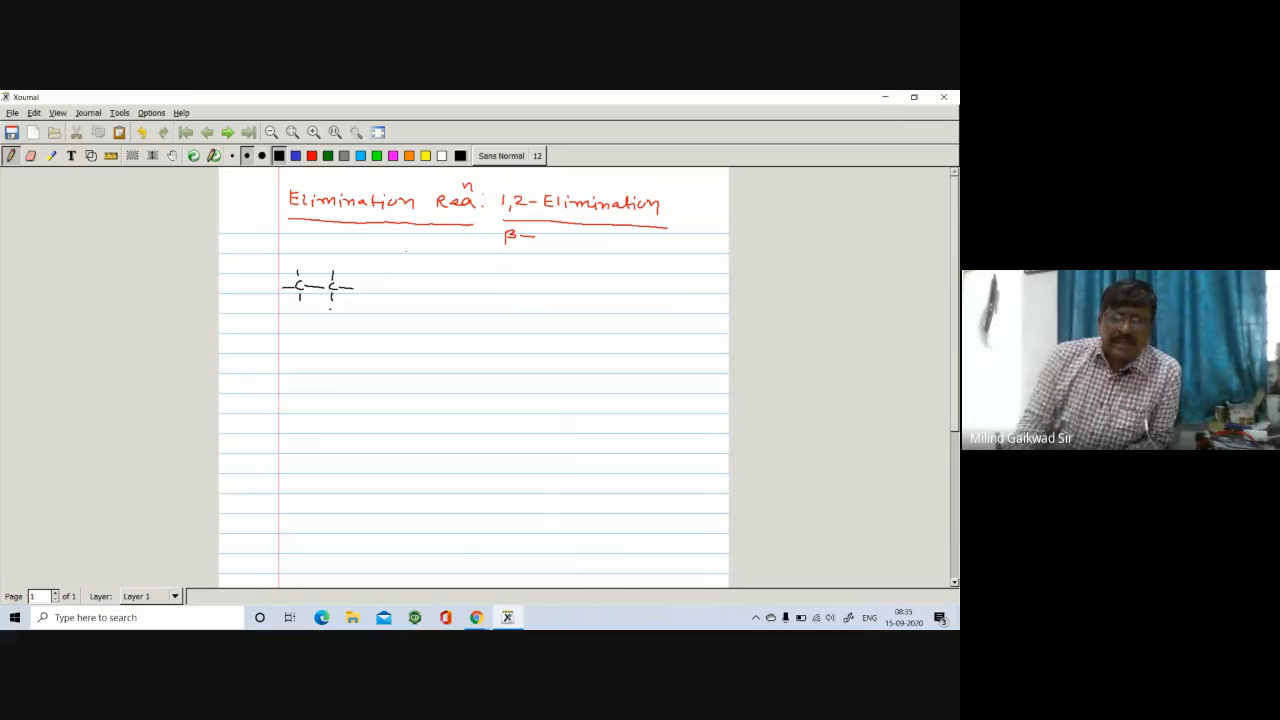 Xournal
File Edit View Journal Tools Options Help
Sans Normal 12
Elimination Reaⁿ: 1,2-Elimination
β—
—C—C—
Milind Gaikwad Sir
Page 1 of 1 Layer: Layer 1
Type here to search
ENG
08:35
15-09-2020
3